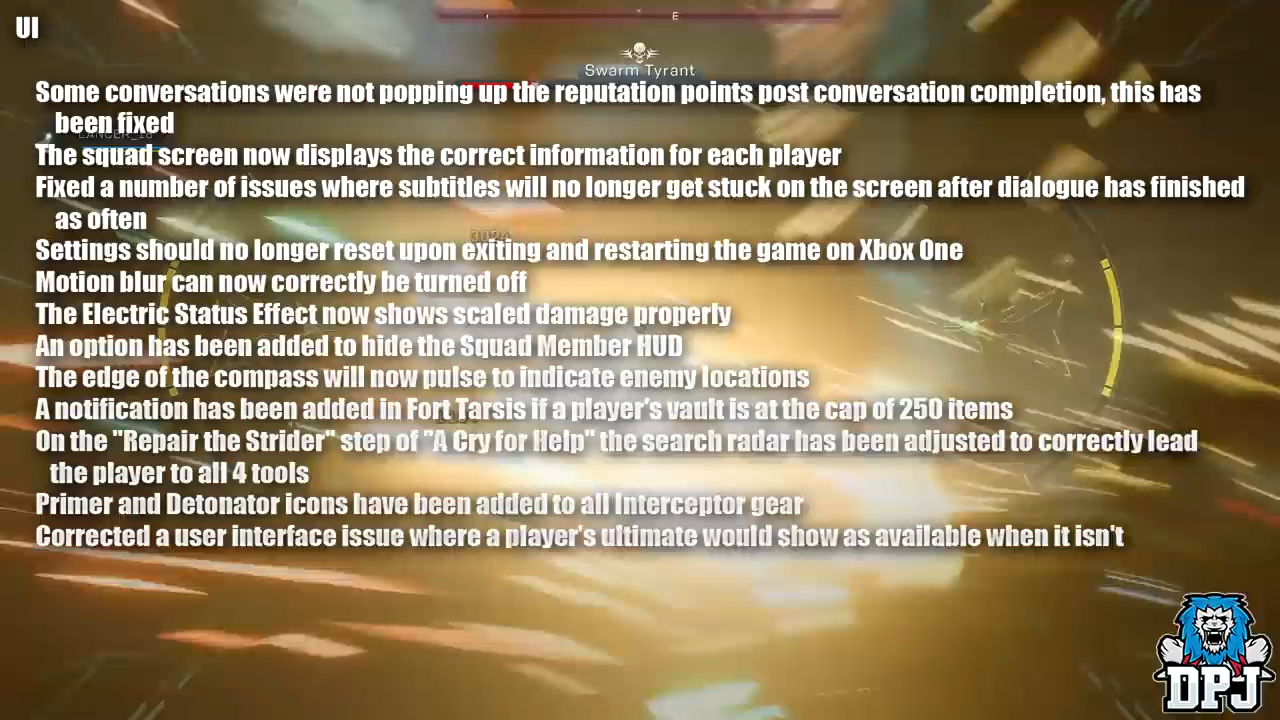 UI
E
Swarm Tyrant
Some conversations were not popping up the reputation points post conversation completion, this has
been fixed
The squad screen now displays the correct information for each player
Fixed a number of issues where subtitles will no longer get stuck on the screen after dialogue has finished
as often
Settings should no longer reset upon exiting and restarting the game on Xbox One
Motion blur can now correctly be turned off
The Electric Status Effect now shows scaled damage properly
An option has been added to hide the Squad Member HUD
The edge of the compass will now pulse to indicate enemy locations
A notification has been added in Fort Tarsis if a player's vault is at the cap of 250 items
On the "Repair the Strider" step of "A Cry for Help" the search radar has been adjusted to correctly lead
the player to all 4 tools
Primer and Detonator icons have been added to all Interceptor gear
Corrected a user interface issue where a player's ultimate would show as available when it isn't
DPJ